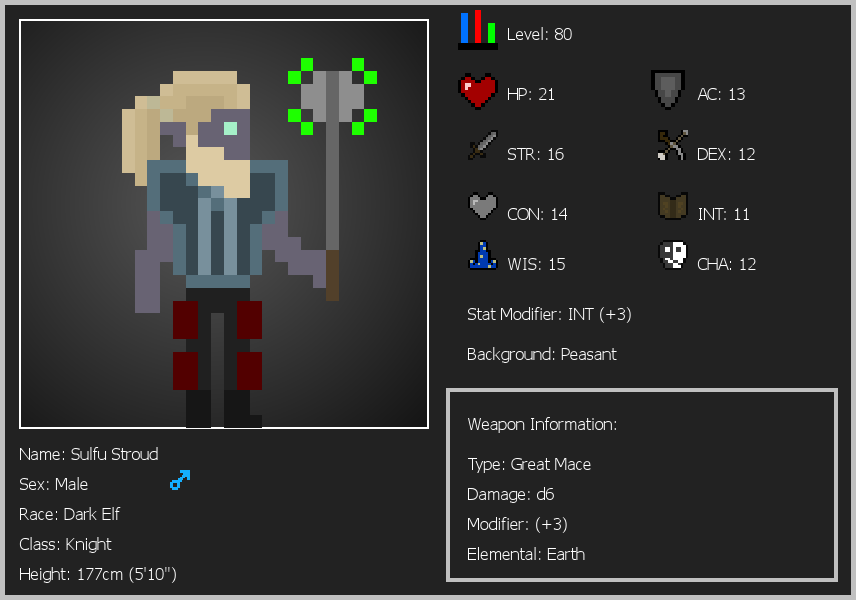 Level: 80
HP: 21
AC: 13
STR: 16
DEX: 12
CON: 14
INT: 11
WIS: 15
CHA: 12
Stat Modifier: INT (+3)
Background: Peasant
Weapon Information:
Type: Great Mace
Damage: d6
Modifier: (+3)
Elemental: Earth
Name: Sulfu Stroud
Sex: Male
Race: Dark Elf
Class: Knight
Height: 177cm (5'10")